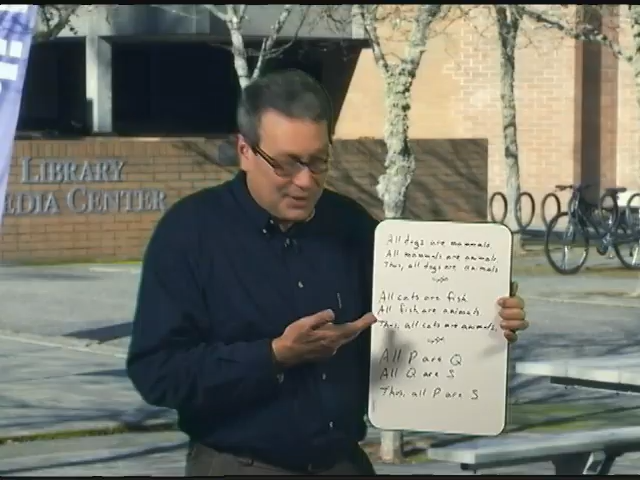 LIBRARY
MEDIA CENTER
All dogs are mammals.
All mammals are animals.
Thus, all dogs are animals
All cats are fish.
All fish are animals
Thus, all cats are animals.
All P are Q
All Q are S
Thus, all P are S